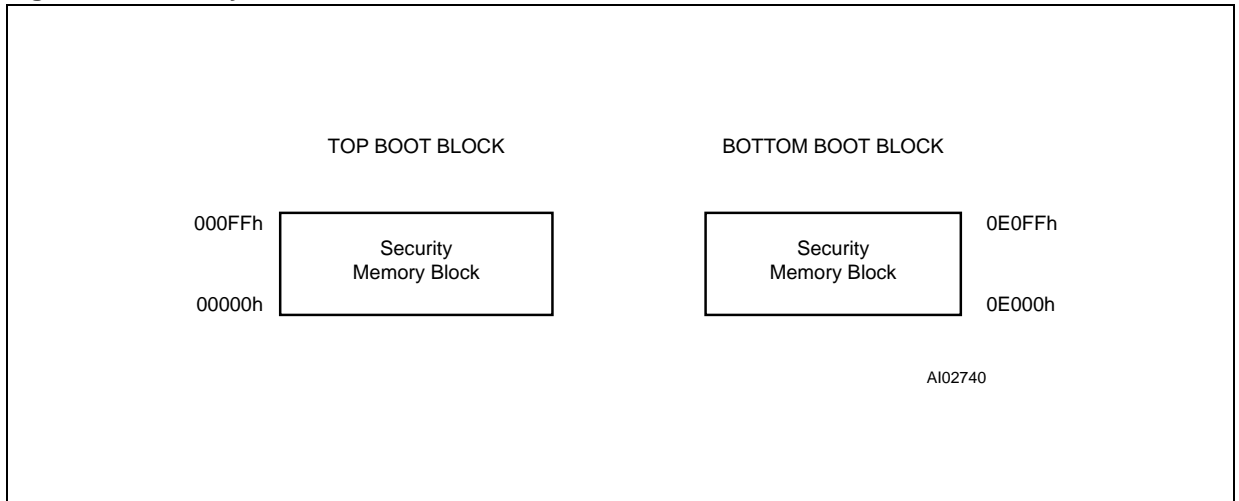 TOP BOOT BLOCK
BOTTOM BOOT BLOCK
000FFh
Security
Memory Block
00000h
0E0FFh
Security
Memory Block
0E000h
AI02740